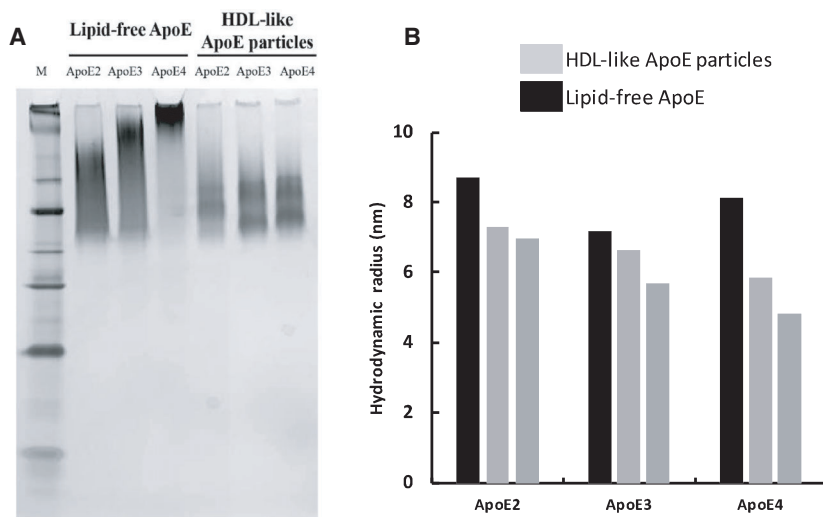 A
Lipid-free ApoE
HDL-like
ApoE particles
M
ApoE2
ApoE3
ApoE4
ApoE2
ApoE3
ApoE4
B
HDL-like ApoE particles
Lipid-free ApoE
Hydrodynamic radius (nm)
10
8
6
4
2
0
ApoE2
ApoE3
ApoE4